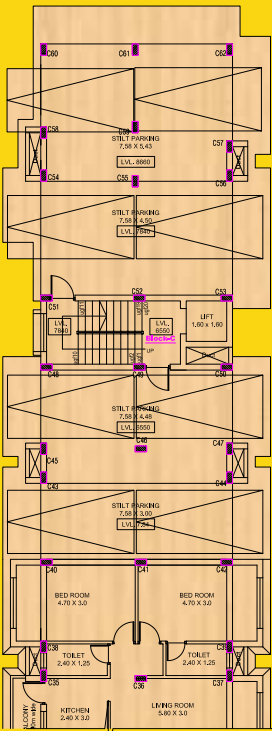 C60
C61
C62
C58
C59
STILT PARKING
7.58 X 5,43
C57
LVL. 8660
C54
C55
C56
STILT PARKING
7.58 X 4,50
LVL. 7640
C51
C52
C53
LVL.
7640
LVL.
6550
LIFT
1.60 x 1.60
Block-C
UP
C48
C49
C50
STILT PARKING
7.58 X 4,48
LVL. 6550
C46
C47
C45
C43
C44
STILT PARKING
7.58 X 3,00
C40
C41
C42
BED ROOM
4.70 X 3.0
BED ROOM
4.70 X 3.0
C38
C39
TOILET
2.40 X 1,25
TOILET
2.40 X 1.25
C35
C36
C37
KITCHEN
2.40 X 3.0
LIVING ROOM
5.80 X 3.0
BALCONY